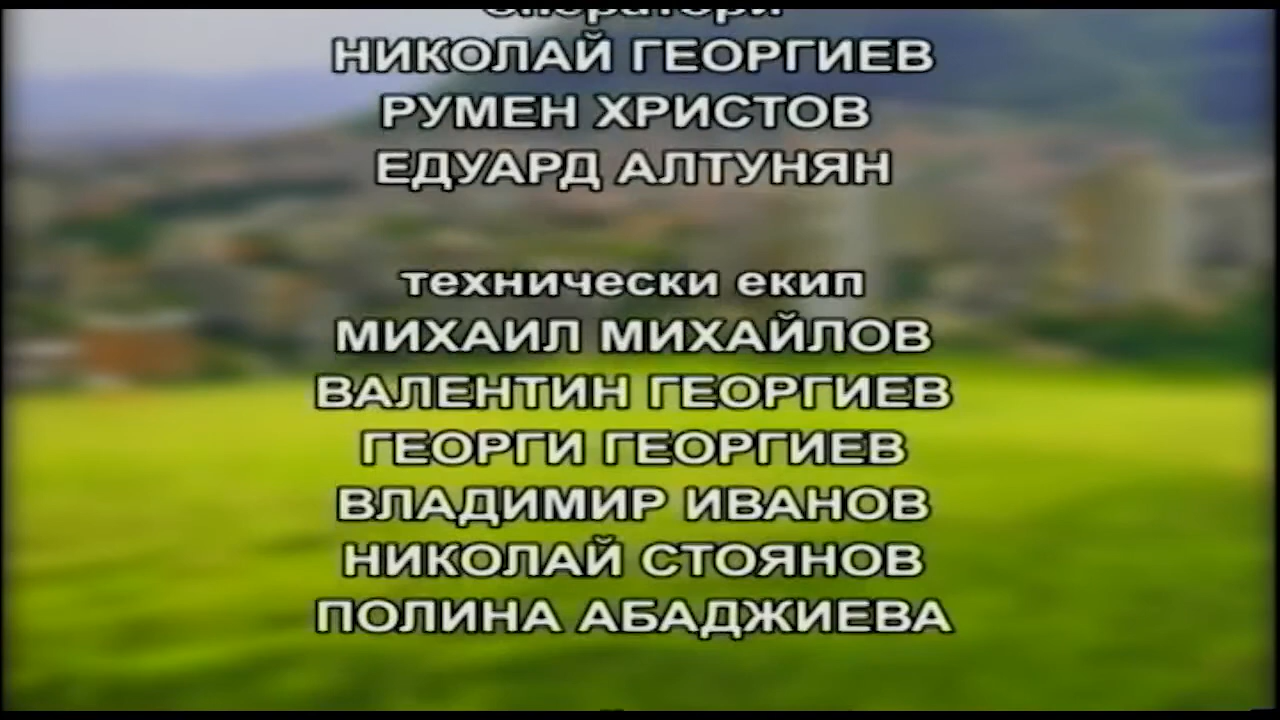 оператори
НИКОЛАЙ ГЕОРГИЕВ
РУМЕН ХРИСТОВ
ЕДУАРД АЛТУНЯН
технически екип
МИХАИЛ МИХАЙЛОВ
ВАЛЕНТИН ГЕОРГИЕВ
ГЕОРГИ ГЕОРГИЕВ
ВЛАДИМИР ИВАНОВ
НИКОЛАЙ СТОЯНОВ
ПОЛИНА АБАДЖИЕВА